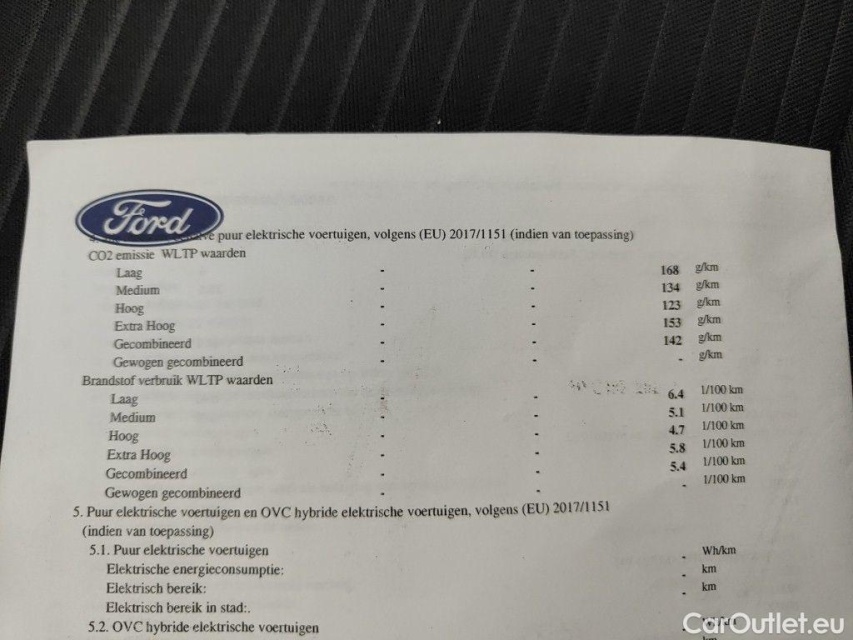 Ford
puur elektrische voertuigen, volgens (EU) 2017/1151 (indien van toepassing)
CO2 emissie WLTP waarden
Laag - - 168 g/km
Medium - - 134 g/km
Hoog - - 123 g/km
Extra Hoog - - 153 g/km
Gecombineerd - - 142 g/km
Gewogen gecombineerd - - - g/km
Brandstof verbruik WLTP waarden
Laag - - 6.4 l/100 km
Medium - - 5.1 l/100 km
Hoog - - 4.7 l/100 km
Extra Hoog - - 5.8 l/100 km
Gecombineerd - - 5.4 l/100 km
Gewogen gecombineerd - - - l/100 km
5. Puur elektrische voertuigen en OVC hybride elektrische voertuigen, volgens (EU) 2017/1151
(indien van toepassing)
5.1. Puur elektrische voertuigen
Elektrische energieconsumptie: - Wh/km
Elektrisch bereik: - km
Elektrisch bereik in stad:. - km
5.2. OVC hybride elektrische voertuigen
CarOutlet.eu